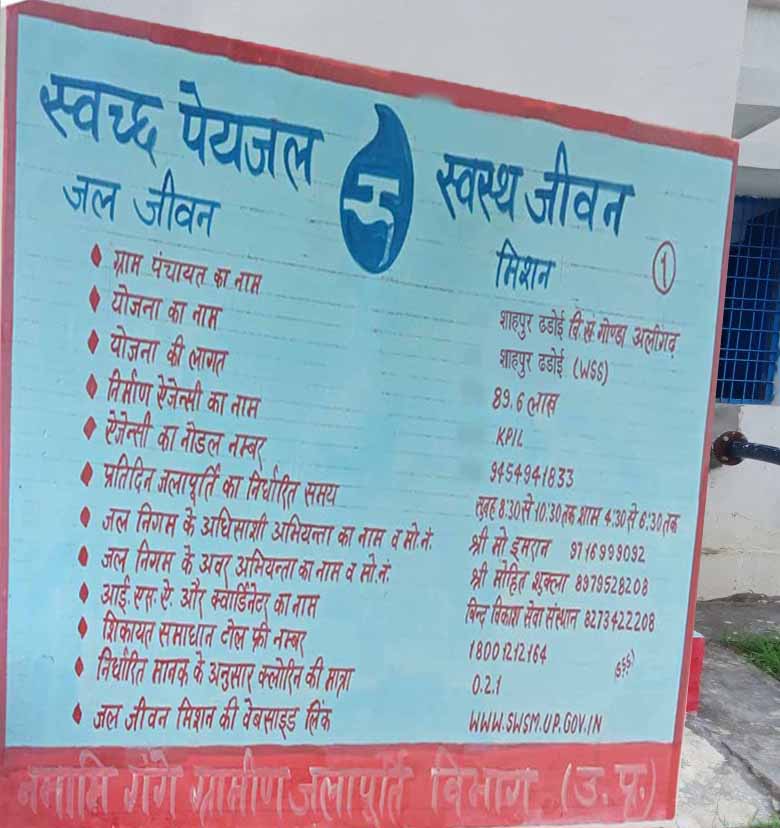 स्वच्छ पेयजल स्वस्थ जीवन
जल जीवन मिशन १
ग्राम पंचायत का नाम शाहपुर ढडोई वि.स. गोण्डा अलीगढ़
योजना का नाम शाहपुर ढडोई (WSS)
योजना की लागत 89.6 लाख
निर्माण ऐजेन्सी का नाम KPIL
ऐजेन्सी का नोडल नम्बर 9454941833
प्रतिदिन जलापूर्ति का निर्धारित समय सुबह 8:30 से 10:30 तक शाम 4:30 से 6:30 तक
जल निगम के अधिसाशी अभियन्ता का नाम व मो.नं. श्री मो इमरान 9716999092
जल निगम के अवर अभियन्ता का नाम व मो.नं. श्री मोहित शुक्ला 8979528208
आई.एस.ऐ. और क्वार्डिनेटर का नाम विन्द विकाश सेवा संस्थान 8273422208
शिकायत समाधान टोल फ्री नम्बर 18001212164
निर्धारित मानक के अनुसार क्लोरिन की मात्रा 0.2.1
जल जीवन मिशन की वेबसाइड लिंक WWW.SWSM.UP.GOV.IN
नमामि गंगे ग्रामीण जलापूर्ति विभाग (उ.प्र.)